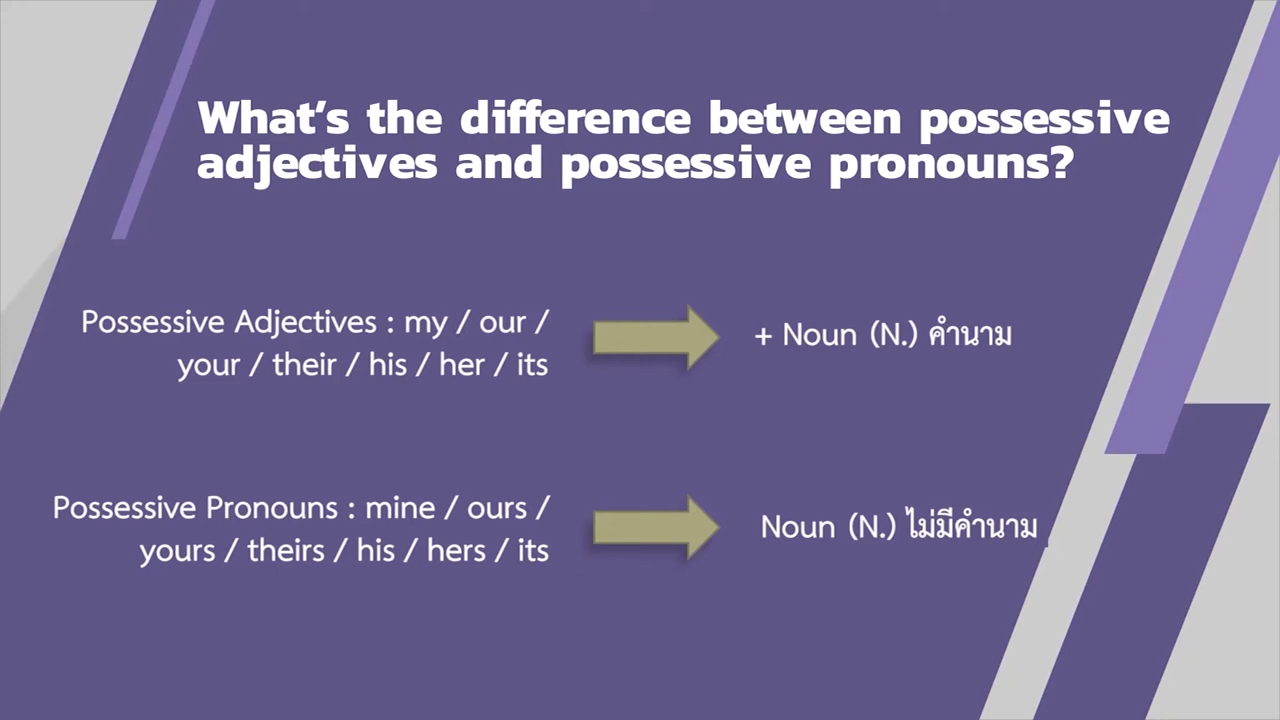 What's the difference between possessive
adjectives and possessive pronouns?
Possessive Adjectives : my / our /
your / their / his / her / its
+ Noun (N.) คำนาม
Possessive Pronouns : mine / ours /
yours / theirs / his / hers / its
Noun (N.) ไม่มีคำนาม